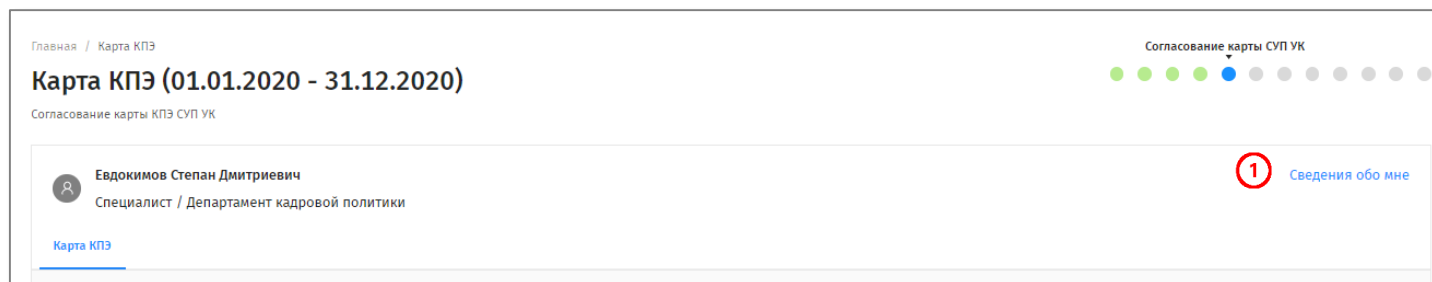 Главная / Карта КПЭ
Согласование карты СУП УК
Карта КПЭ (01.01.2020 - 31.12.2020)
Согласование карты КПЭ СУП УК
Евдокимов Степан Дмитриевич
1
Сведения обо мне
Специалист / Департамент кадровой политики
Карта КПЭ